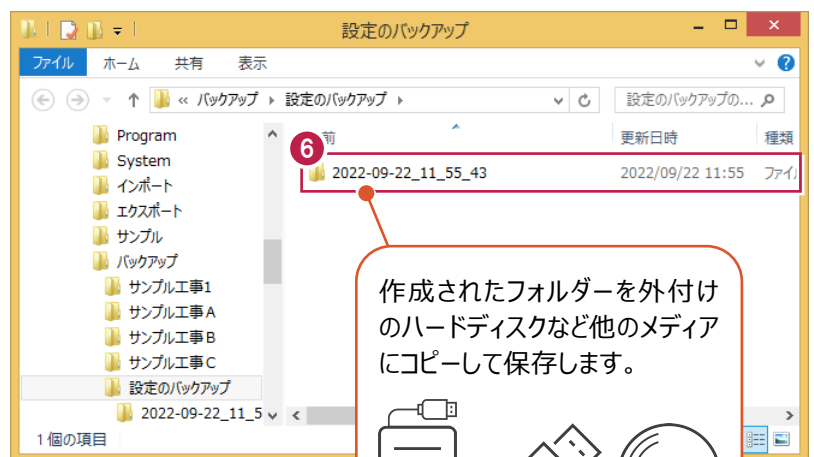 設定のバックアップ
ファイル ホーム 共有 表示
« バックアップ ▸ 設定のバックアップ ▸ 設定のバックアップの...
Program
System
インポート
エクスポート
サンプル
バックアップ
サンプル工事1
サンプル工事A
サンプル工事B
サンプル工事C
設定のバックアップ
2022-09-22_11_5
1個の項目
前 更新日時 種類
6
2022-09-22_11_55_43 2022/09/22 11:55 ファイ
作成されたフォルダーを外付け
のハードディスクなど他のメディア
にコピーして保存します。